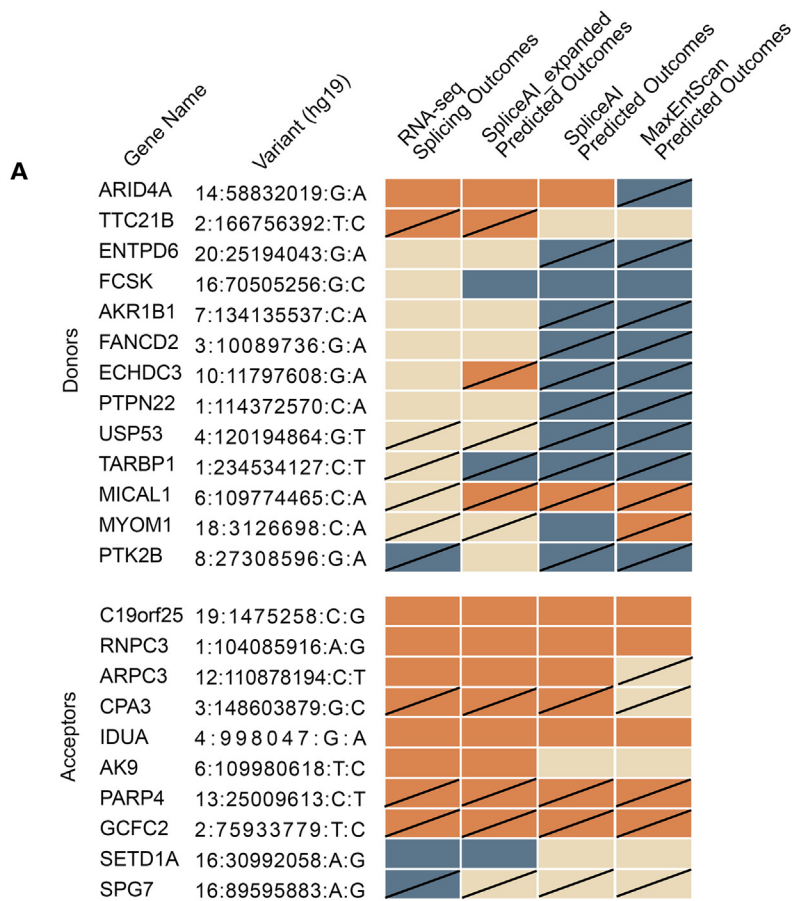 A
Gene Name
Variant (hg19)
RNA-seq
Splicing Outcomes
SpliceAI_expanded
Predicted Outcomes
SpliceAI
Predicted Outcomes
MaxEntScan
Predicted Outcomes
Donors
ARID4A 14:58832019:G:A
TTC21B 2:166756392:T:C
ENTPD6 20:25194043:G:A
FCSK 16:70505256:G:C
AKR1B1 7:134135537:C:A
FANCD2 3:10089736:G:A
ECHDC3 10:11797608:G:A
PTPN22 1:114372570:C:A
USP53 4:120194864:G:T
TARBP1 1:234534127:C:T
MICAL1 6:109774465:C:A
MYOM1 18:3126698:C:A
PTK2B 8:27308596:G:A
Acceptors
C19orf25 19:1475258:C:G
RNPC3 1:104085916:A:G
ARPC3 12:110878194:C:T
CPA3 3:148603879:G:C
IDUA 4:998047:G:A
AK9 6:109980618:T:C
PARP4 13:25009613:C:T
GCFC2 2:75933779:T:C
SETD1A 16:30992058:A:G
SPG7 16:89595883:A:G